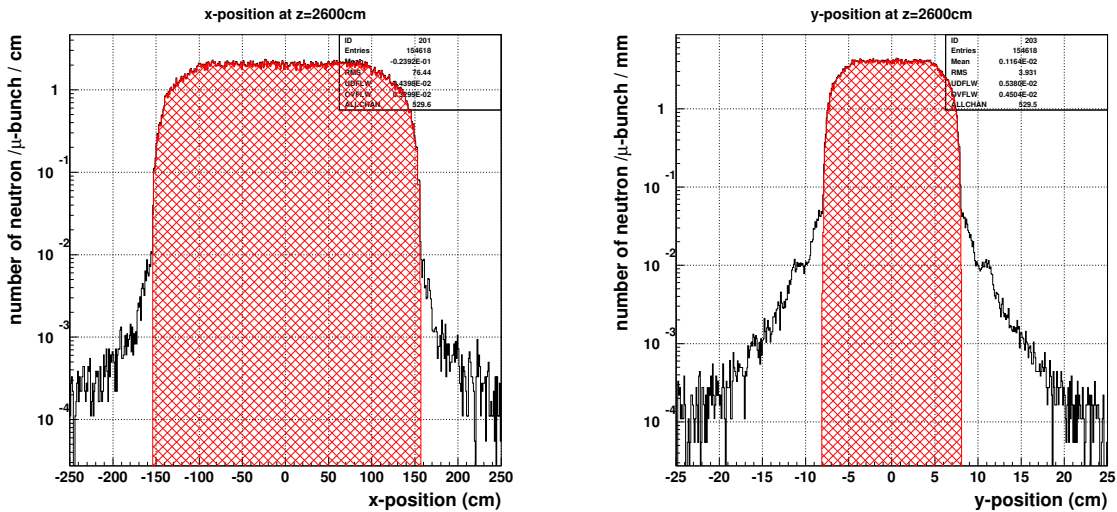 x-position at z=2600cm
ID 201
Entries 154618
Mean -0.2392E-01
RMS 76.44
UDFLW 0.4398E-02
OVFLW
ALLCHAN 529.6
number of neutron /μ-bunch / cm
1
10 -1
10 -2
10 -3
10 -4
-250 -200 -150 -100 -50 0 50 100 150 200 250
x-position (cm)
y-position at z=2600cm
ID 203
Entries 154618
Mean 0.1164E-02
RMS 3.931
UDFLW 0.5380E-02
OVFLW 0.4504E-02
ALLCHAN 529.5
number of neutron /μ-bunch / mm
1
10 -1
10 -2
10 -3
10 -4
-25 -20 -15 -10 -5 0 5 10 15 20 25
y-position (cm)